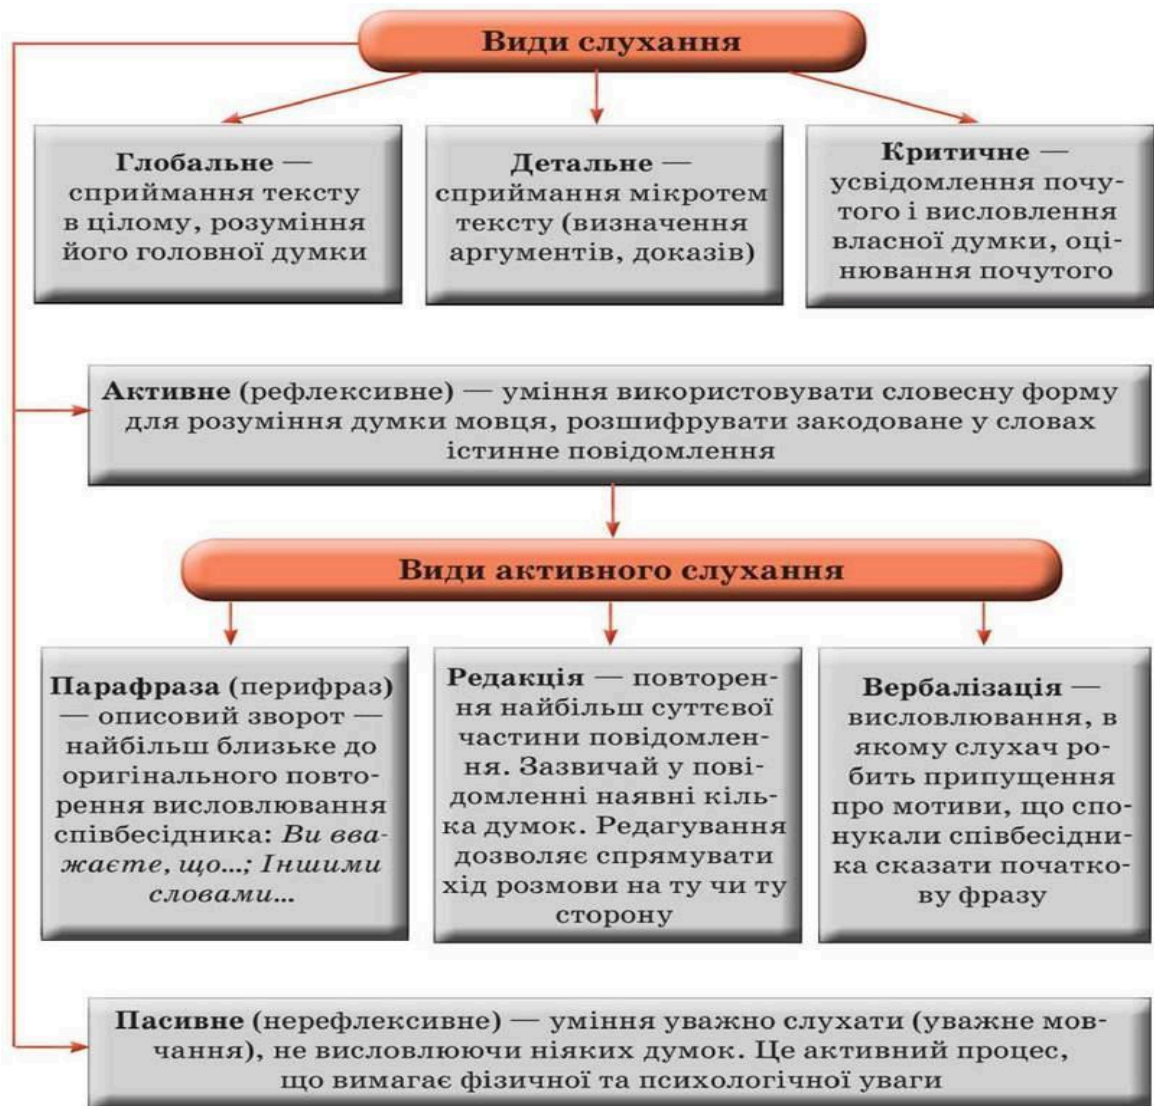 Види слухання
Глобальне —
сприймання тексту
в цілому, розуміння
його головної думки
Детальне —
сприймання мікротем
тексту (визначення
аргументів, доказів)
Критичне —
усвідомлення почу-
того і висловлення
власної думки, оці-
нювання почутого
Активне (рефлексивне) — уміння використовувати словесну форму
для розуміння думки мовця, розшифрувати закодоване у словах
істинне повідомлення
Види активного слухання
Парафраза (перифраз)
— описовий зворот —
найбільш близьке до
оригінального повто-
рення висловлювання
співбесідника: Ви вва-
жаєте, що...; Іншими
словами...
Редакція — повторен-
ня найбільш суттєвої
частини повідомлен-
ня. Зазвичай у пові-
домленні наявні кіль-
ка думок. Редагування
дозволяє спрямувати
хід розмови на ту чи ту
сторону
Вербалізація —
висловлювання, в
якому слухач ро-
бить припущення
про мотиви, що спо-
нукали співбесідни-
ка сказати початко-
ву фразу
Пасивне (нерефлексивне) — уміння уважно слухати (уважне мов-
чання), не висловлюючи ніяких думок. Це активний процес,
що вимагає фізичної та психологічної уваги